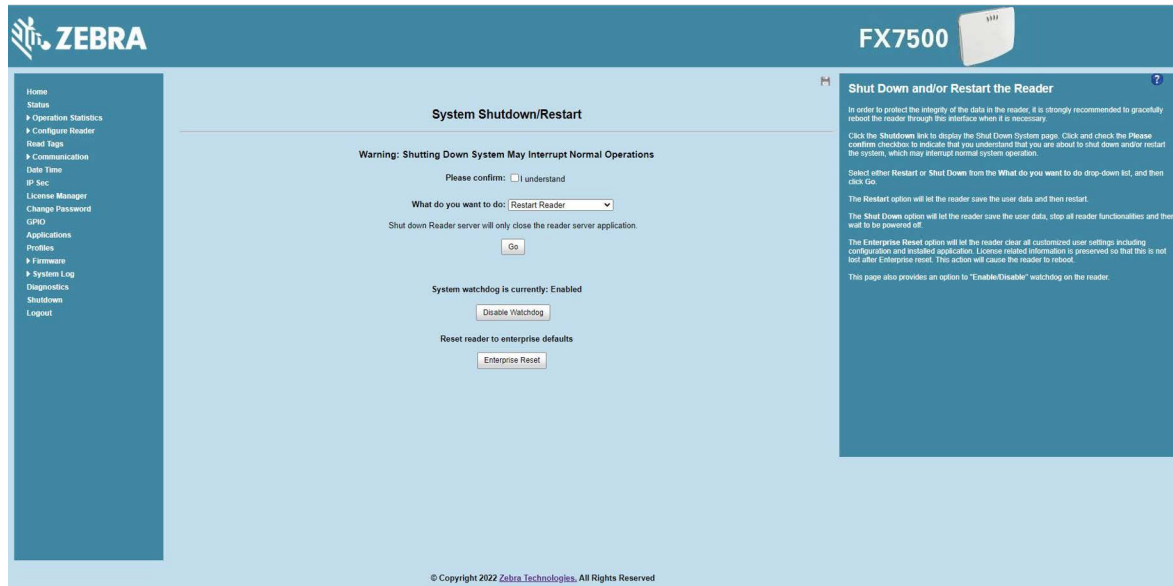 ZEBRA
FX7500
Home
Status
Operation Statistics
Configure Reader
Read Tags
Communication
Date Time
IP Sec
License Manager
Change Password
GPIO
Applications
Profiles
Firmware
System Log
Diagnostics
Shutdown
Logout
System Shutdown/Restart
Warning: Shutting Down System May Interrupt Normal Operations
Please confirm: I understand
What do you want to do: Restart Reader
Shut down Reader server will only close the reader server application.
Go
System watchdog is currently: Enabled
Disable Watchdog
Reset reader to enterprise defaults
Enterprise Reset
?
Shut Down and/or Restart the Reader
In order to protect the integrity of the data in the reader, it is strongly recommended to gracefully
reboot the reader through this interface when it is necessary.
Click the Shutdown link to display the Shut Down System page. Click and check the Please
confirm checkbox to indicate that you understand that you are about to shut down and/or restart
the system, which may interrupt normal system operation.
Select either Restart or Shut Down from the What do you want to do drop-down list, and then
click Go.
The Restart option will let the reader save the user data and then restart.
The Shut Down option will let the reader save the user data, stop all reader functionalities and then
wait to be powered off.
The Enterprise Reset option will let the reader clear all customized user settings including
configuration and installed application. License related information is preserved so that this is not
lost after Enterprise reset. This action will cause the reader to reboot.
This page also provides an option to "Enable/Disable" watchdog on the reader.
© Copyright 2022 Zebra Technologies, All Rights Reserved